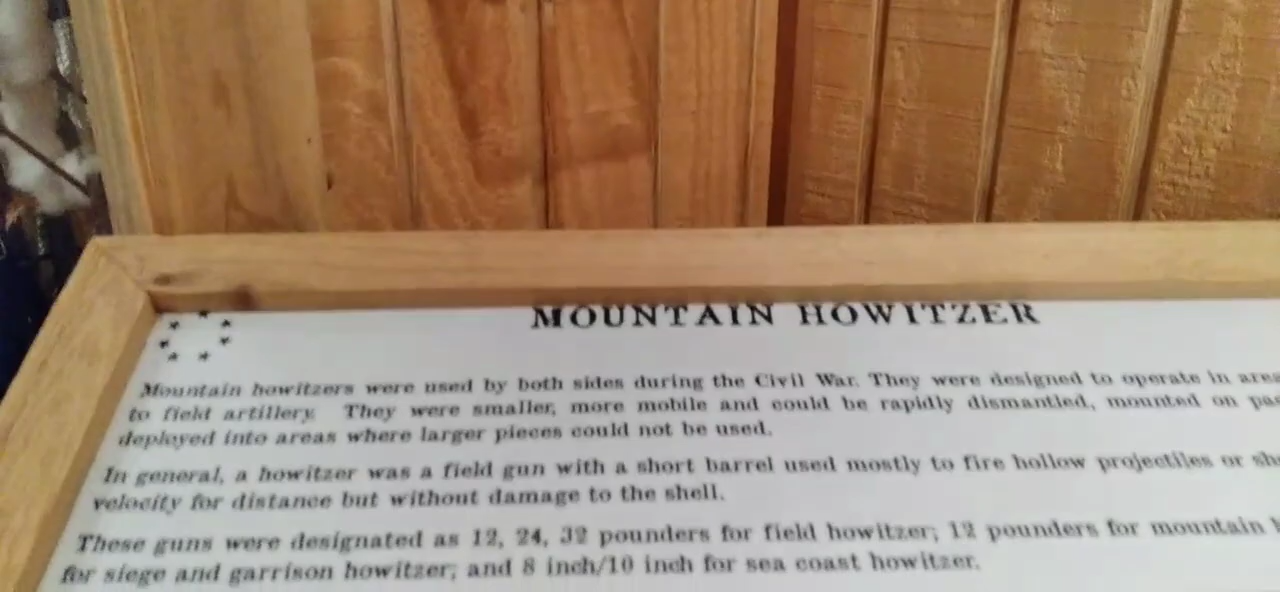 MOUNTAIN HOWITZER
Mountain howitzers were used by both sides during the Civil War. They were designed to operate in
to field artillery. They were smaller, more mobile and could be rapidly dismantled, mounted on
deployed into areas where larger pieces could not be used.
In general, a howitzer was a field gun with a short barrel used mostly to fire hollow projectiles or
velocity for distance but without damage to the shell.
These guns were designated as 12, 24, 32 pounders for field howitzer; 12 pounders for mountain
for siege and garrison howitzer; and 8 inch/10 inch for sea coast howitzer.